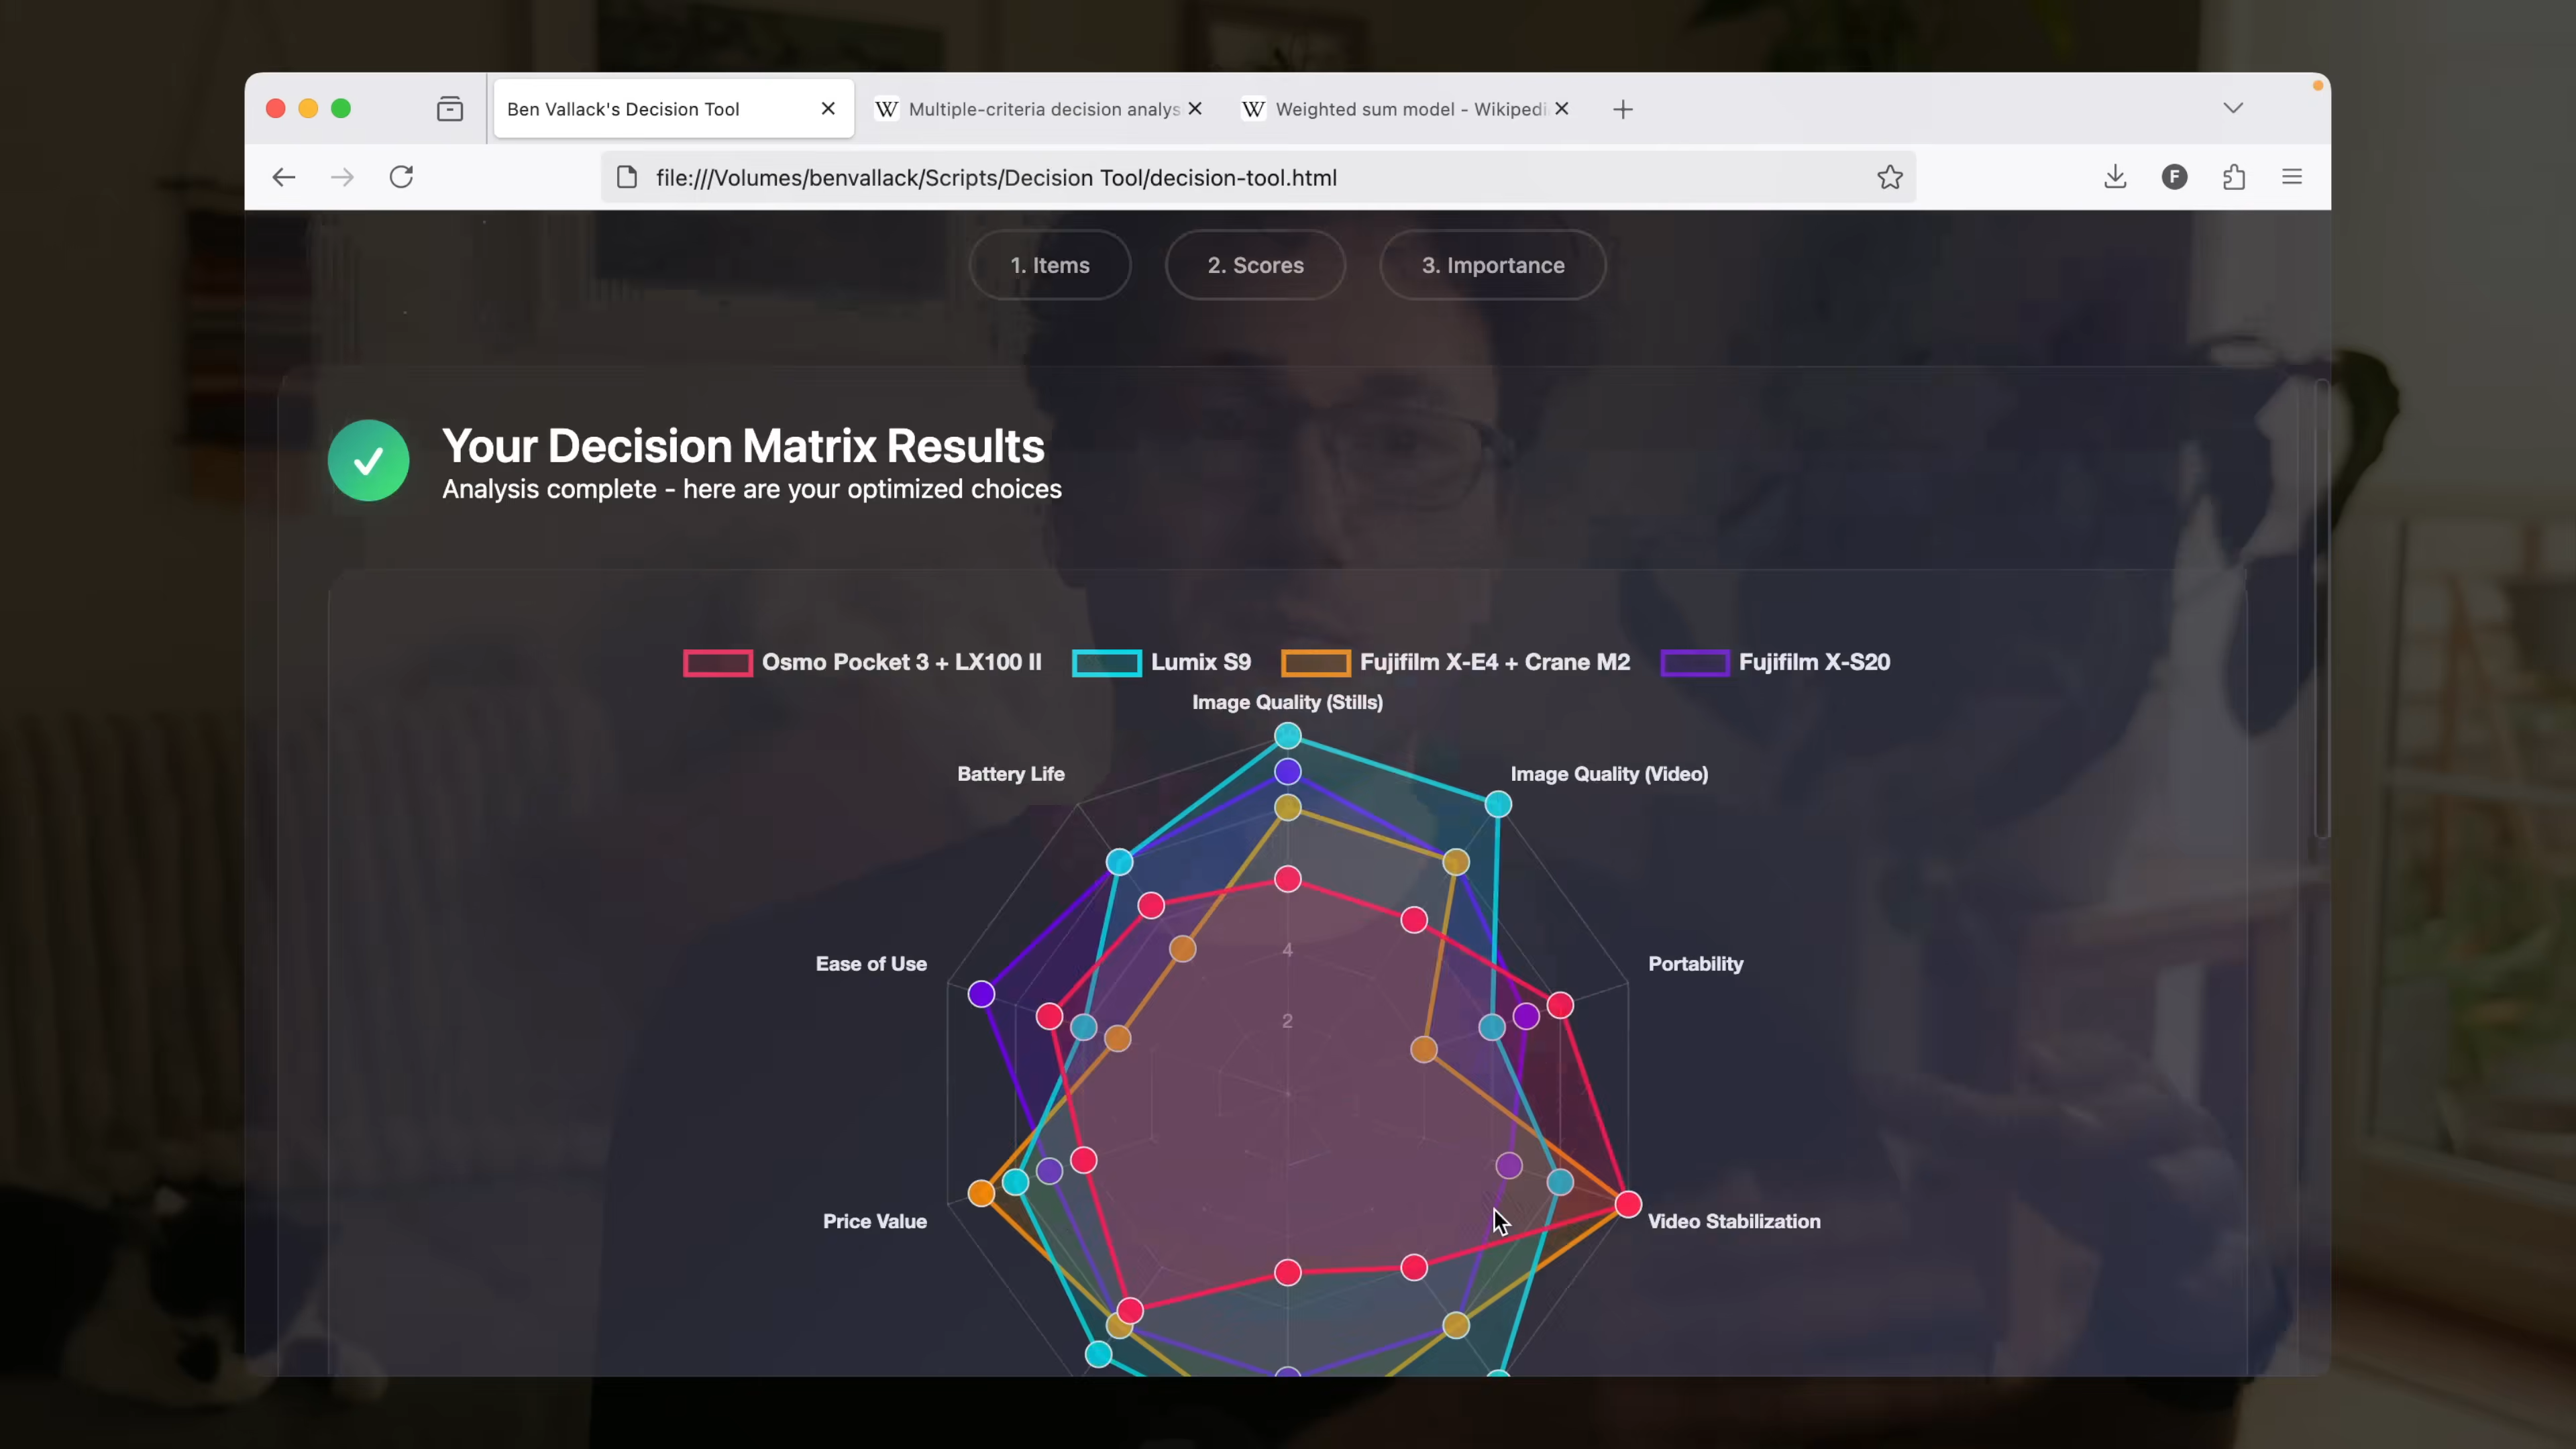 Ben Vallack's Decision Tool
Multiple-criteria decision analys
Weighted sum model - Wikipedi
file:///Volumes/benvallack/Scripts/Decision Tool/decision-tool.html
F
1. Items
2. Scores
3. Importance
Your Decision Matrix Results
Analysis complete - here are your optimized choices
Osmo Pocket 3 + LX100 II
Lumix S9
Fujifilm X-E4 + Crane M2
Fujifilm X-S20
Image Quality (Stills)
Battery Life
Image Quality (Video)
4
Ease of Use
Portability
2
Price Value
Video Stabilization